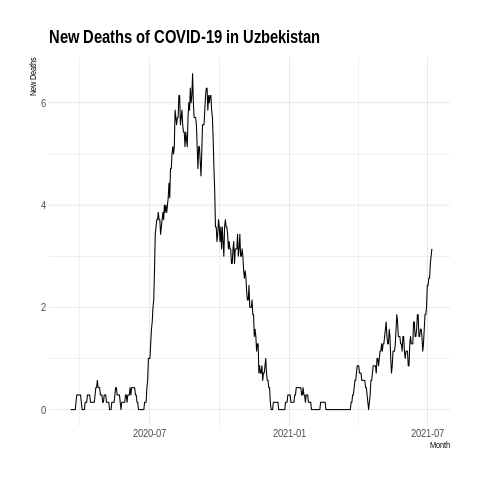 New Deaths of COVID-19 in Uzbekistan
New Deaths
6
4
2
0
2020-07
2021-01
2021-07
Month